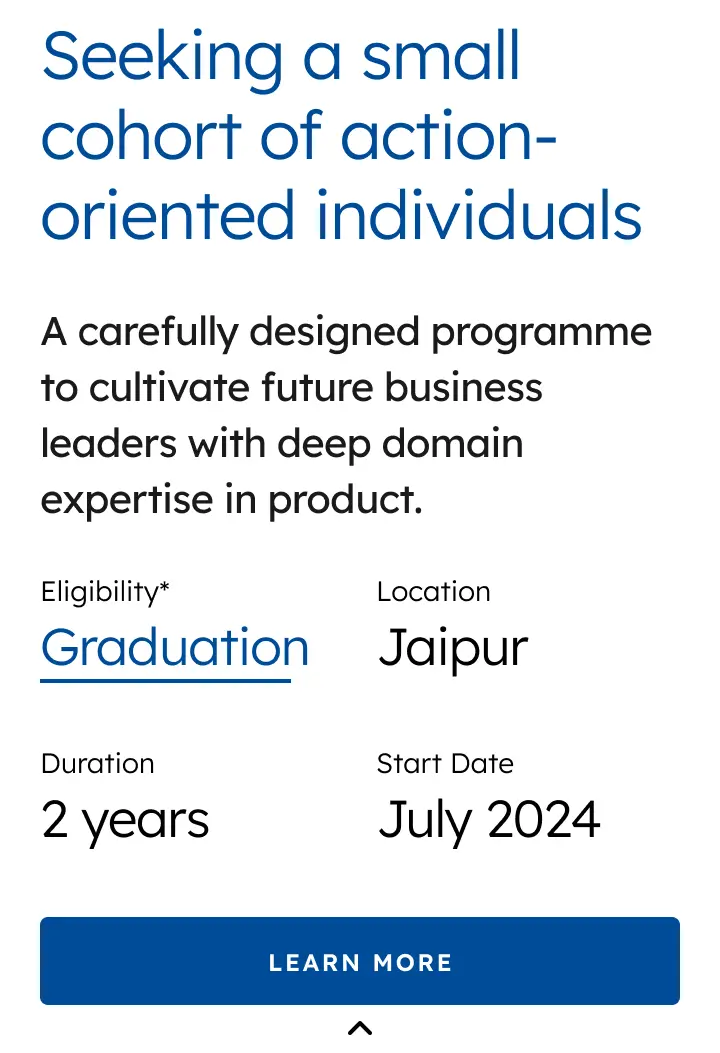 Seeking a small
cohort of action-
oriented individuals
A carefully designed programme
to cultivate future business
leaders with deep domain
expertise in product.
Eligibility*
Graduation
Location
Jaipur
Duration
2 years
Start Date
July 2024
LEARN MORE